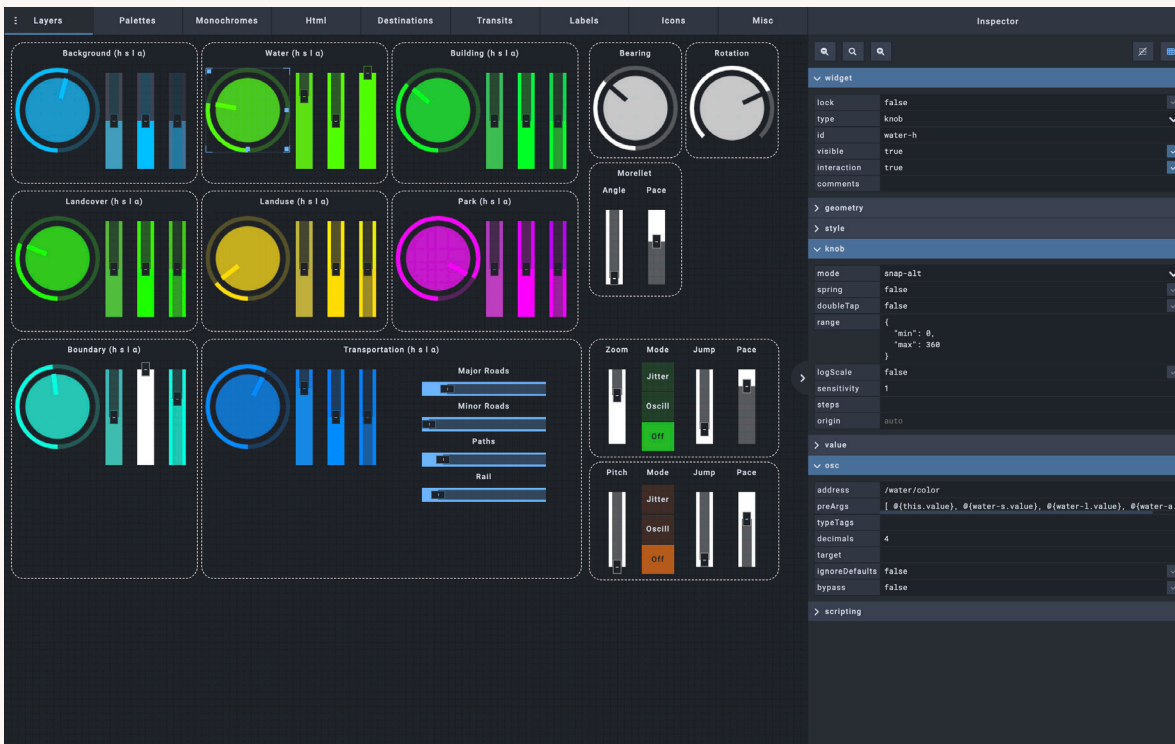 Layers Palettes Monochromes Html Destinations Transits Labels Icons Misc Inspector
Background (h s l α) Water (h s l α) Building (h s l α) Bearing Rotation
Morellet
Angle Pace
Landcover (h s l α) Landuse (h s l α) Park (h s l α)
Boundary (h s l α) Transportation (h s l α)
Major Roads
Minor Roads
Paths
Rail
Zoom Mode Jump Pace
Jitter
Oscill
Off
Pitch Mode Jump Pace
Jitter
Oscill
Off
widget
lock false
type knob
id water-h
visible true
interaction true
comments
geometry
style
knob
mode snap-alt
spring false
doubleTap false
range {
"min": 0,
"max": 360
}
logScale false
sensitivity 1
steps
origin auto
value
osc
address /water/color
preArgs [ @{this.value}, @{water-s.value}, @{water-l.value}, @{water-a.
typeTags
decimals 4
target
ignoreDefaults false
bypass false
scripting